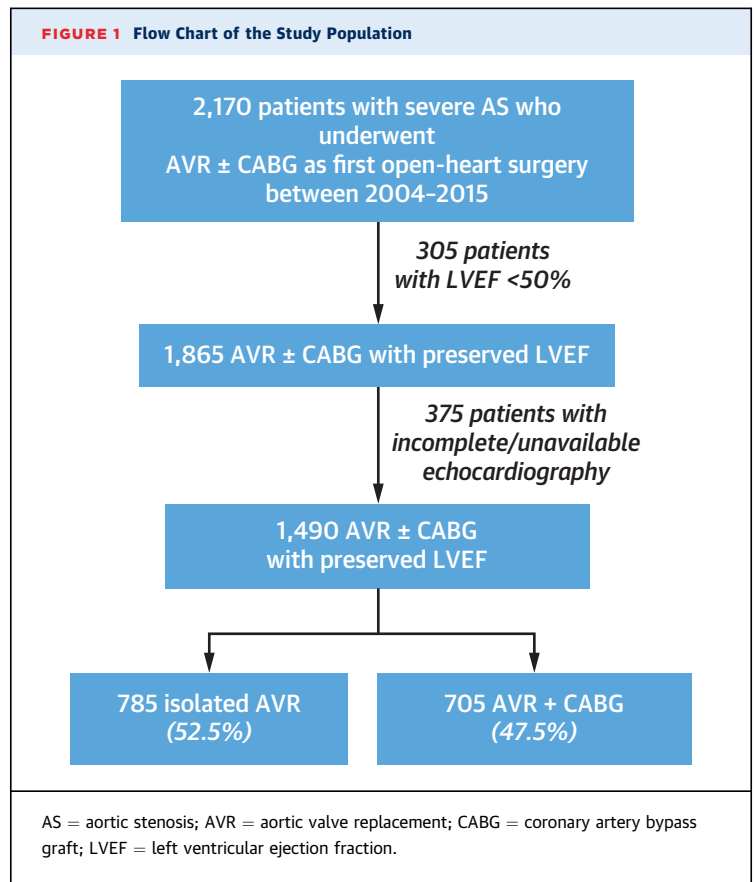 FIGURE 1 Flow Chart of the Study Population
2,170 patients with severe AS who
underwent
AVR ± CABG as first open-heart surgery
between 2004–2015
305 patients
with LVEF <50%
1,865 AVR ± CABG with preserved LVEF
375 patients with
incomplete/unavailable
echocardiography
1,490 AVR ± CABG
with preserved LVEF
785 isolated AVR
(52.5%)
705 AVR + CABG
(47.5%)
AS = aortic stenosis; AVR = aortic valve replacement; CABG = coronary artery bypass
graft; LVEF = left ventricular ejection fraction.